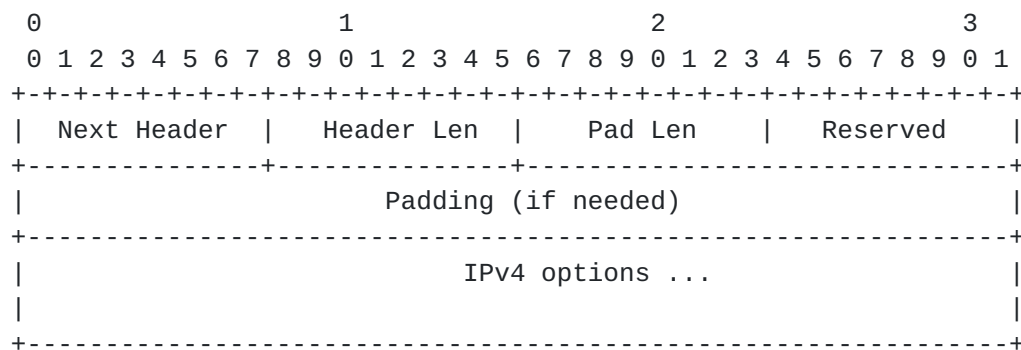 0                   1                   2                   3
0 1 2 3 4 5 6 7 8 9 0 1 2 3 4 5 6 7 8 9 0 1 2 3 4 5 6 7 8 9 0 1
+-+-+-+-+-+-+-+-+-+-+-+-+-+-+-+-+-+-+-+-+-+-+-+-+-+-+-+-+-+-+-+-+
|  Next Header  |   Header Len  |    Pad Len    |   Reserved    |
+---------------+---------------+-------------------------------+
|                       Padding (if needed)                     |
+---------------------------------------------------------------+
|                            IPv4 options ...                   |
|                                                               |
+---------------------------------------------------------------+